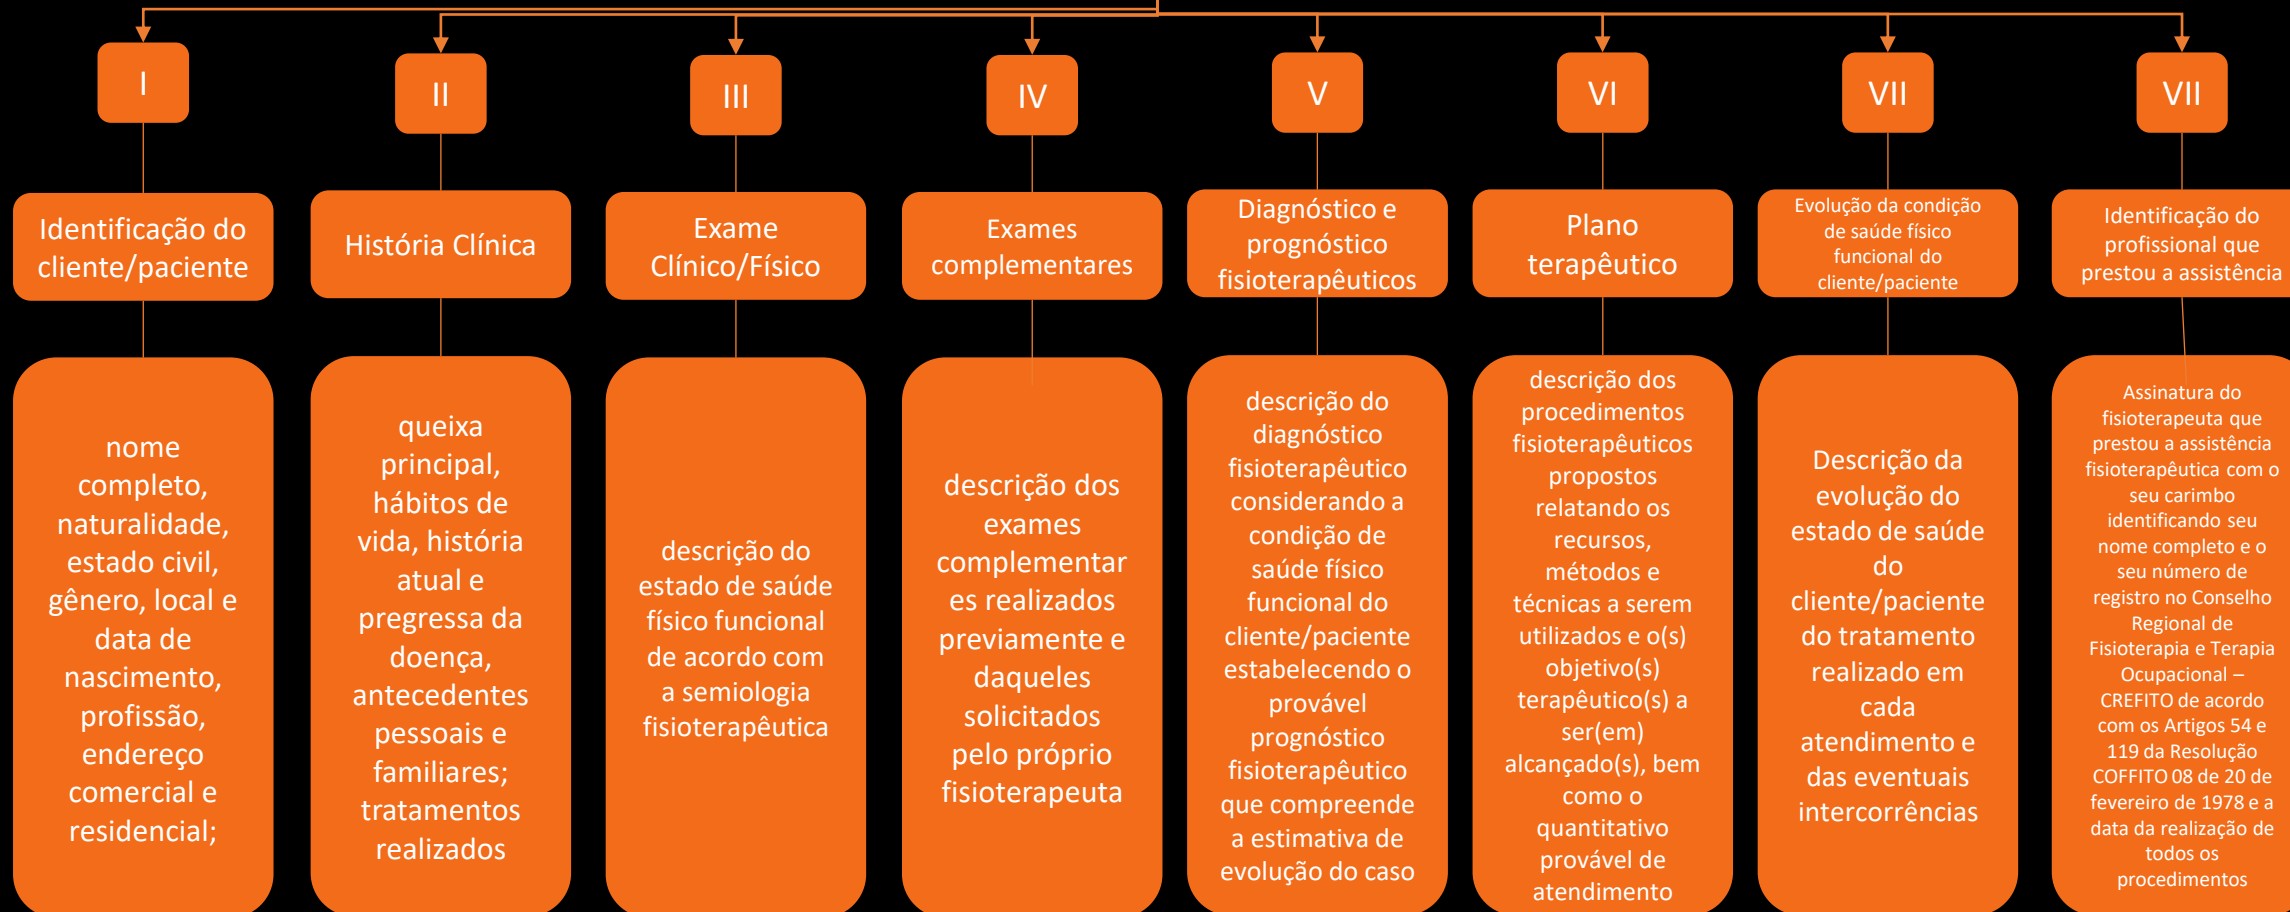 I
Identificação do
cliente/paciente
nome
completo,
naturalidade,
estado civil,
gênero, local e
data de
nascimento,
profissão,
endereço
comercial e
residencial;
II
História Clínica
queixa
principal,
hábitos de
vida, história
atual e
pregressa da
doença,
antecedentes
pessoais e
familiares;
tratamentos
realizados
III
Exame
Clínico/Físico
descrição do
estado de saúde
físico funcional
de acordo com
a semiologia
fisioterapêutica
IV
Exames
complementares
descrição dos
exames
complementar
es realizados
previamente e
daqueles
solicitados
pelo próprio
fisioterapeuta
V
Diagnóstico e
prognóstico
fisioterapêuticos
descrição do
diagnóstico
fisioterapêutico
considerando a
condição de
saúde físico
funcional do
cliente/paciente
estabelecendo o
provável
prognóstico
fisioterapêutico
que compreende
a estimativa de
evolução do caso
VI
Plano
terapêutico
descrição dos
procedimentos
fisioterapêuticos
propostos
relatando os
recursos,
métodos e
técnicas a serem
utilizados e o(s)
objetivo(s)
terapêutico(s) a
ser(em)
alcançado(s), bem
como o
quantitativo
provável de
atendimento
VII
Evolução da condição
de saúde físico
funcional do
cliente/paciente
Descrição da
evolução do
estado de saúde
do
cliente/paciente
do tratamento
realizado em
cada
atendimento e
das eventuais
intercorrências
VII
Identificação do
profissional que
prestou a assistência
Assinatura do
fisioterapeuta que
prestou a assistência
fisioterapêutica com o
seu carimbo
identificando seu
nome completo e o
seu número de
registro no Conselho
Regional de
Fisioterapia e Terapia
Ocupacional –
CREFITO de acordo
com os Artigos 54 e
119 da Resolução
COFFITO 08 de 20 de
fevereiro de 1978 e a
data da realização de
todos os
procedimentos